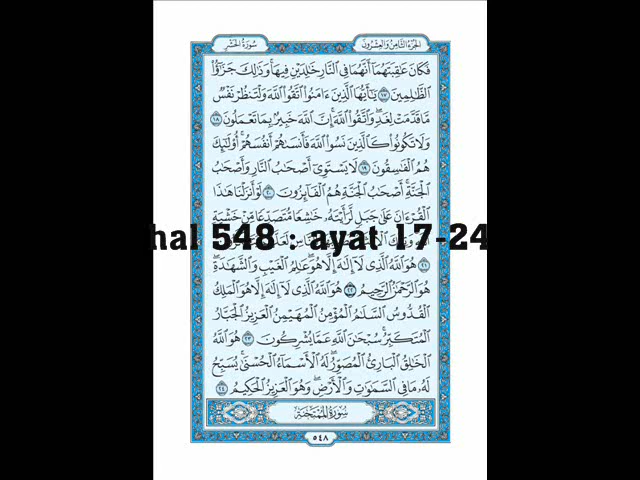 الجزء الثامن والعشرون
سورة الحشر
فَكَانَ عَٰقِبَتَهُمَآ أَنَّهُمَا فِى ٱلنَّارِ خَٰلِدَيْنِ فِيهَا ۚ وَذَٰلِكَ جَزَٰٓؤُا۟
ٱلظَّٰلِمِينَ ١٧ يَٰٓأَيُّهَا ٱلَّذِينَ ءَامَنُوا۟ ٱتَّقُوا۟ ٱللَّهَ وَلْتَنظُرْ نَفْسٌ
مَّا قَدَّمَتْ لِغَدٍ ۖ وَٱتَّقُوا۟ ٱللَّهَ ۚ إِنَّ ٱللَّهَ خَبِيرٌۢ بِمَا تَعْمَلُونَ ١٨
وَلَا تَكُونُوا۟ كَٱلَّذِينَ نَسُوا۟ ٱللَّهَ فَأَنسَىٰهُمْ أَنفُسَهُمْ ۚ أُو۟لَٰٓئِكَ
هُمُ ٱلْفَٰسِقُونَ ١٩ لَا يَسْتَوِىٓ أَصْحَٰبُ ٱلنَّارِ وَأَصْحَٰبُ
ٱلْجَنَّةِ ۚ أَصْحَٰبُ ٱلْجَنَّةِ هُمُ ٱلْفَآئِزُونَ ٢٠ لَوْ أَنزَلْنَا هَٰذَا
ٱلْقُرْءَانَ عَلَىٰ جَبَلٍ لَّرَأَيْتَهُۥ خَٰشِعًا مُّتَصَدِّعًا مِّنْ خَشْيَةِ
hal 548 : ayat 17-24
هُوَ ٱللَّهُ ٱلَّذِى لَآ إِلَٰهَ إِلَّا هُوَ ۖ عَٰلِمُ ٱلْغَيْبِ وَٱلشَّهَٰدَةِ ۖ
هُوَ ٱلرَّحْمَٰنُ ٱلرَّحِيمُ ٢٢ هُوَ ٱللَّهُ ٱلَّذِى لَآ إِلَٰهَ إِلَّا هُوَ ٱلْمَلِكُ
ٱلْقُدُّوسُ ٱلسَّلَٰمُ ٱلْمُؤْمِنُ ٱلْمُهَيْمِنُ ٱلْعَزِيزُ ٱلْجَبَّارُ
ٱلْمُتَكَبِّرُ ۚ سُبْحَٰنَ ٱللَّهِ عَمَّا يُشْرِكُونَ ٢٣ هُوَ ٱللَّهُ
ٱلْخَٰلِقُ ٱلْبَارِئُ ٱلْمُصَوِّرُ ۖ لَهُ ٱلْأَسْمَآءُ ٱلْحُسْنَىٰ ۚ يُسَبِّحُ
لَهُۥ مَا فِى ٱلسَّمَٰوَٰتِ وَٱلْأَرْضِ ۖ وَهُوَ ٱلْعَزِيزُ ٱلْحَكِيمُ ٢٤
سورة الممتحنة
٥٤٨